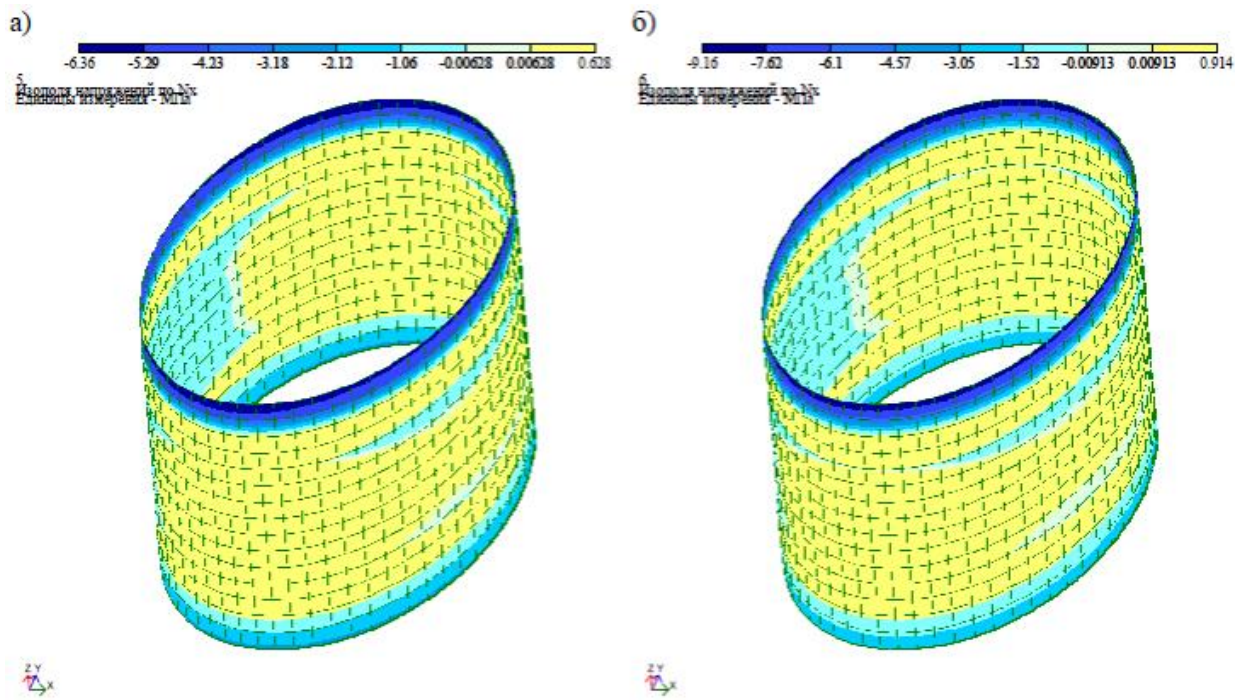 а)
-6.36 -5.29 -4.23 -3.18 -2.12 -1.06 -0.00628 0.00628 0.628
5
Изополя напряжений по Nx
Единицы измерения - МПа
Z Y
X
б)
-9.15 -7.62 -6.1 -4.57 -3.05 -1.52 -0.00913 0.00913 0.914
6
Изополя напряжений по Nx
Единицы измерения - МПа
Z Y
X